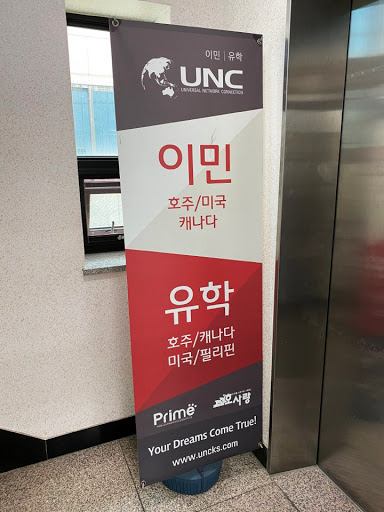 이민 | 유학
UNC
UNIVERSAL NETWORK CONNECTION
이민
호주/미국
캐나다
유학
호주/캐나다
미국/필리핀
Prime
호사랑
Your Dreams Come True!
www.uncks.com